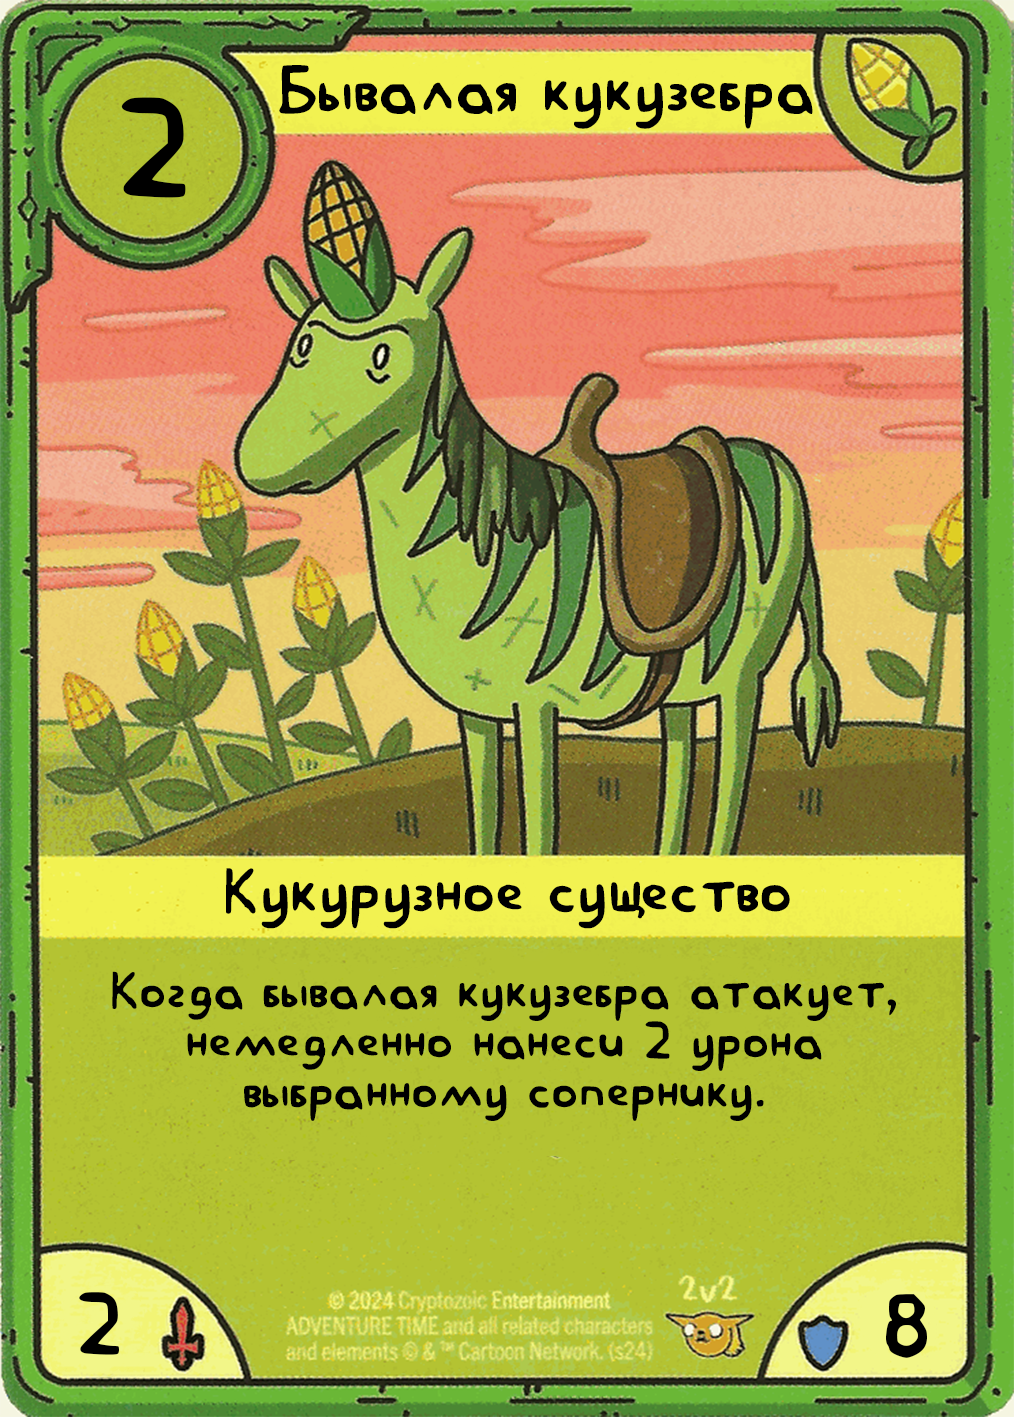 2
Бывалая кукузебра
Кукурузное существо
Когда бывалая кукузебра атакует,
немедленно нанеси 2 урона
выбранному сопернику.
2
© 2024 Cryptozoic Entertainment
ADVENTURE TIME and all related characters
and elements © & ™ Cartoon Network. (s24)
2v2
8